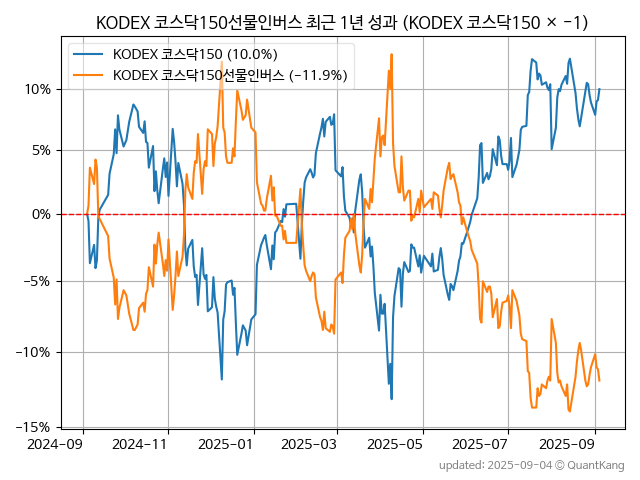 KODEX 코스닥150선물인버스 최근 1년 성과 (KODEX 코스닥150 × −1)
KODEX 코스닥150 (10.0%)
KODEX 코스닥150선물인버스 (−11.9%)
10%
5%
0%
−5%
−10%
−15%
2024-09 2024-11 2025-01 2025-03 2025-05 2025-07 2025-09
updated: 2025-09-04 © QuantKang